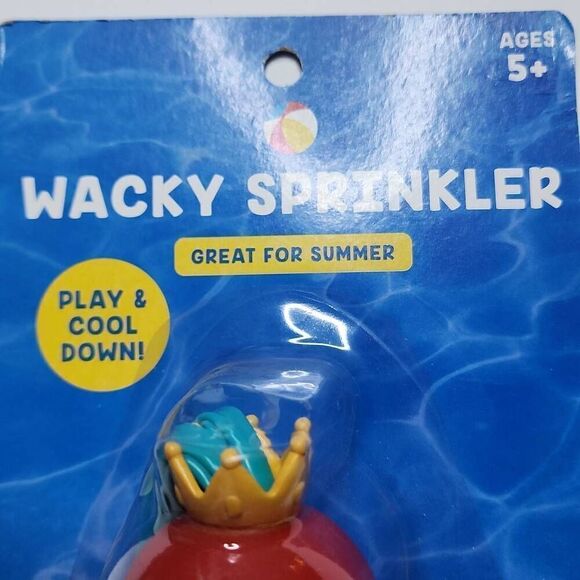 AGES
5+
WACKY SPRINKLER
GREAT FOR SUMMER
PLAY &
COOL
DOWN!